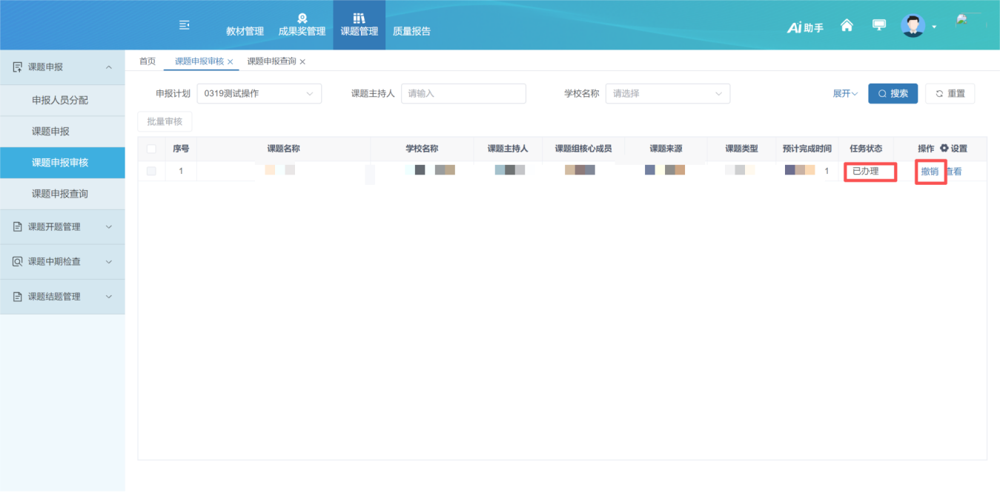 教材管理 成果奖管理 课题管理 质量报告 Ai助手
课题申报
申报人员分配
课题申报
课题申报审核
课题申报查询
课题开题管理
课题中期检查
课题结题管理
首页 课题申报审核 × 课题申报查询 ×
申报计划 0319测试操作 课题主持人 请输入 学校名称 请选择 展开 搜索 重置
批量审核
序号 课题名称 学校名称 课题主持人 课题组核心成员 课题来源 课题类型 预计完成时间 任务状态 操作 设置
1 1 已办理 撤销 查看